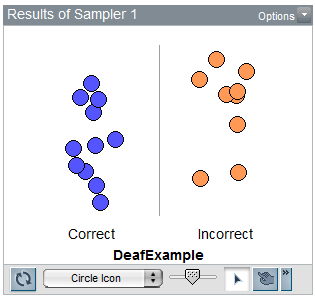 Results of Sampler 1 Options
Correct Incorrect
DeafExample
Circle Icon »